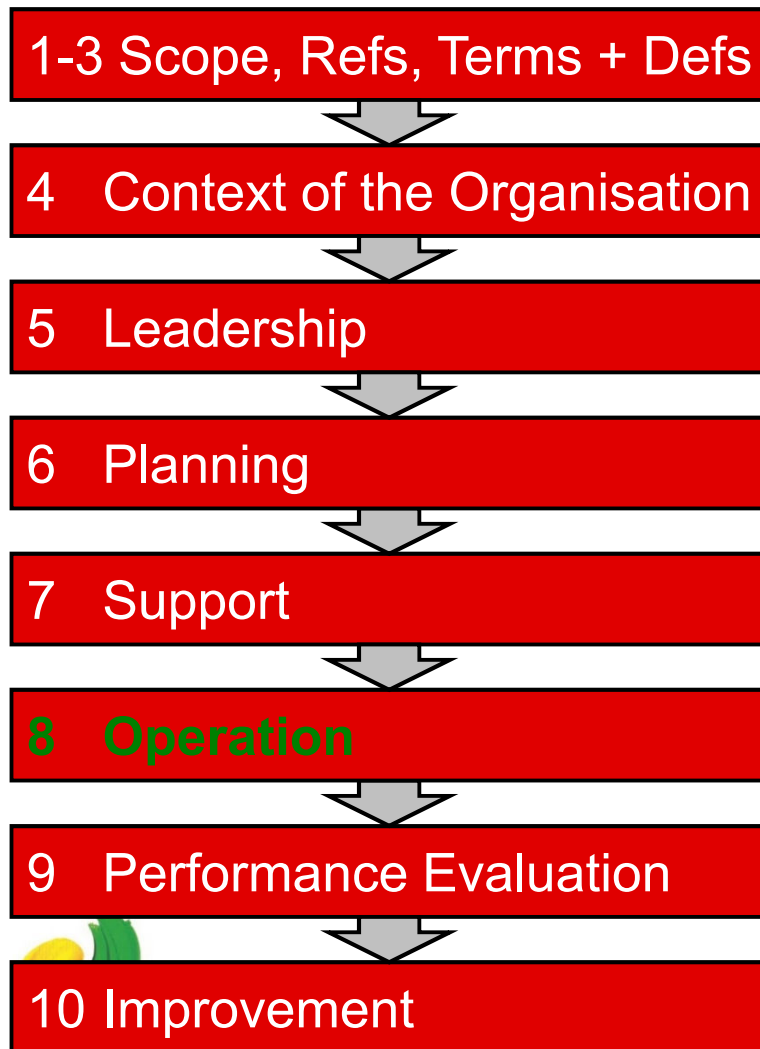 1-3 Scope, Refs, Terms + Defs
4 Context of the Organisation
5 Leadership
6 Planning
7 Support
8 Operation
9 Performance Evaluation
10 Improvement